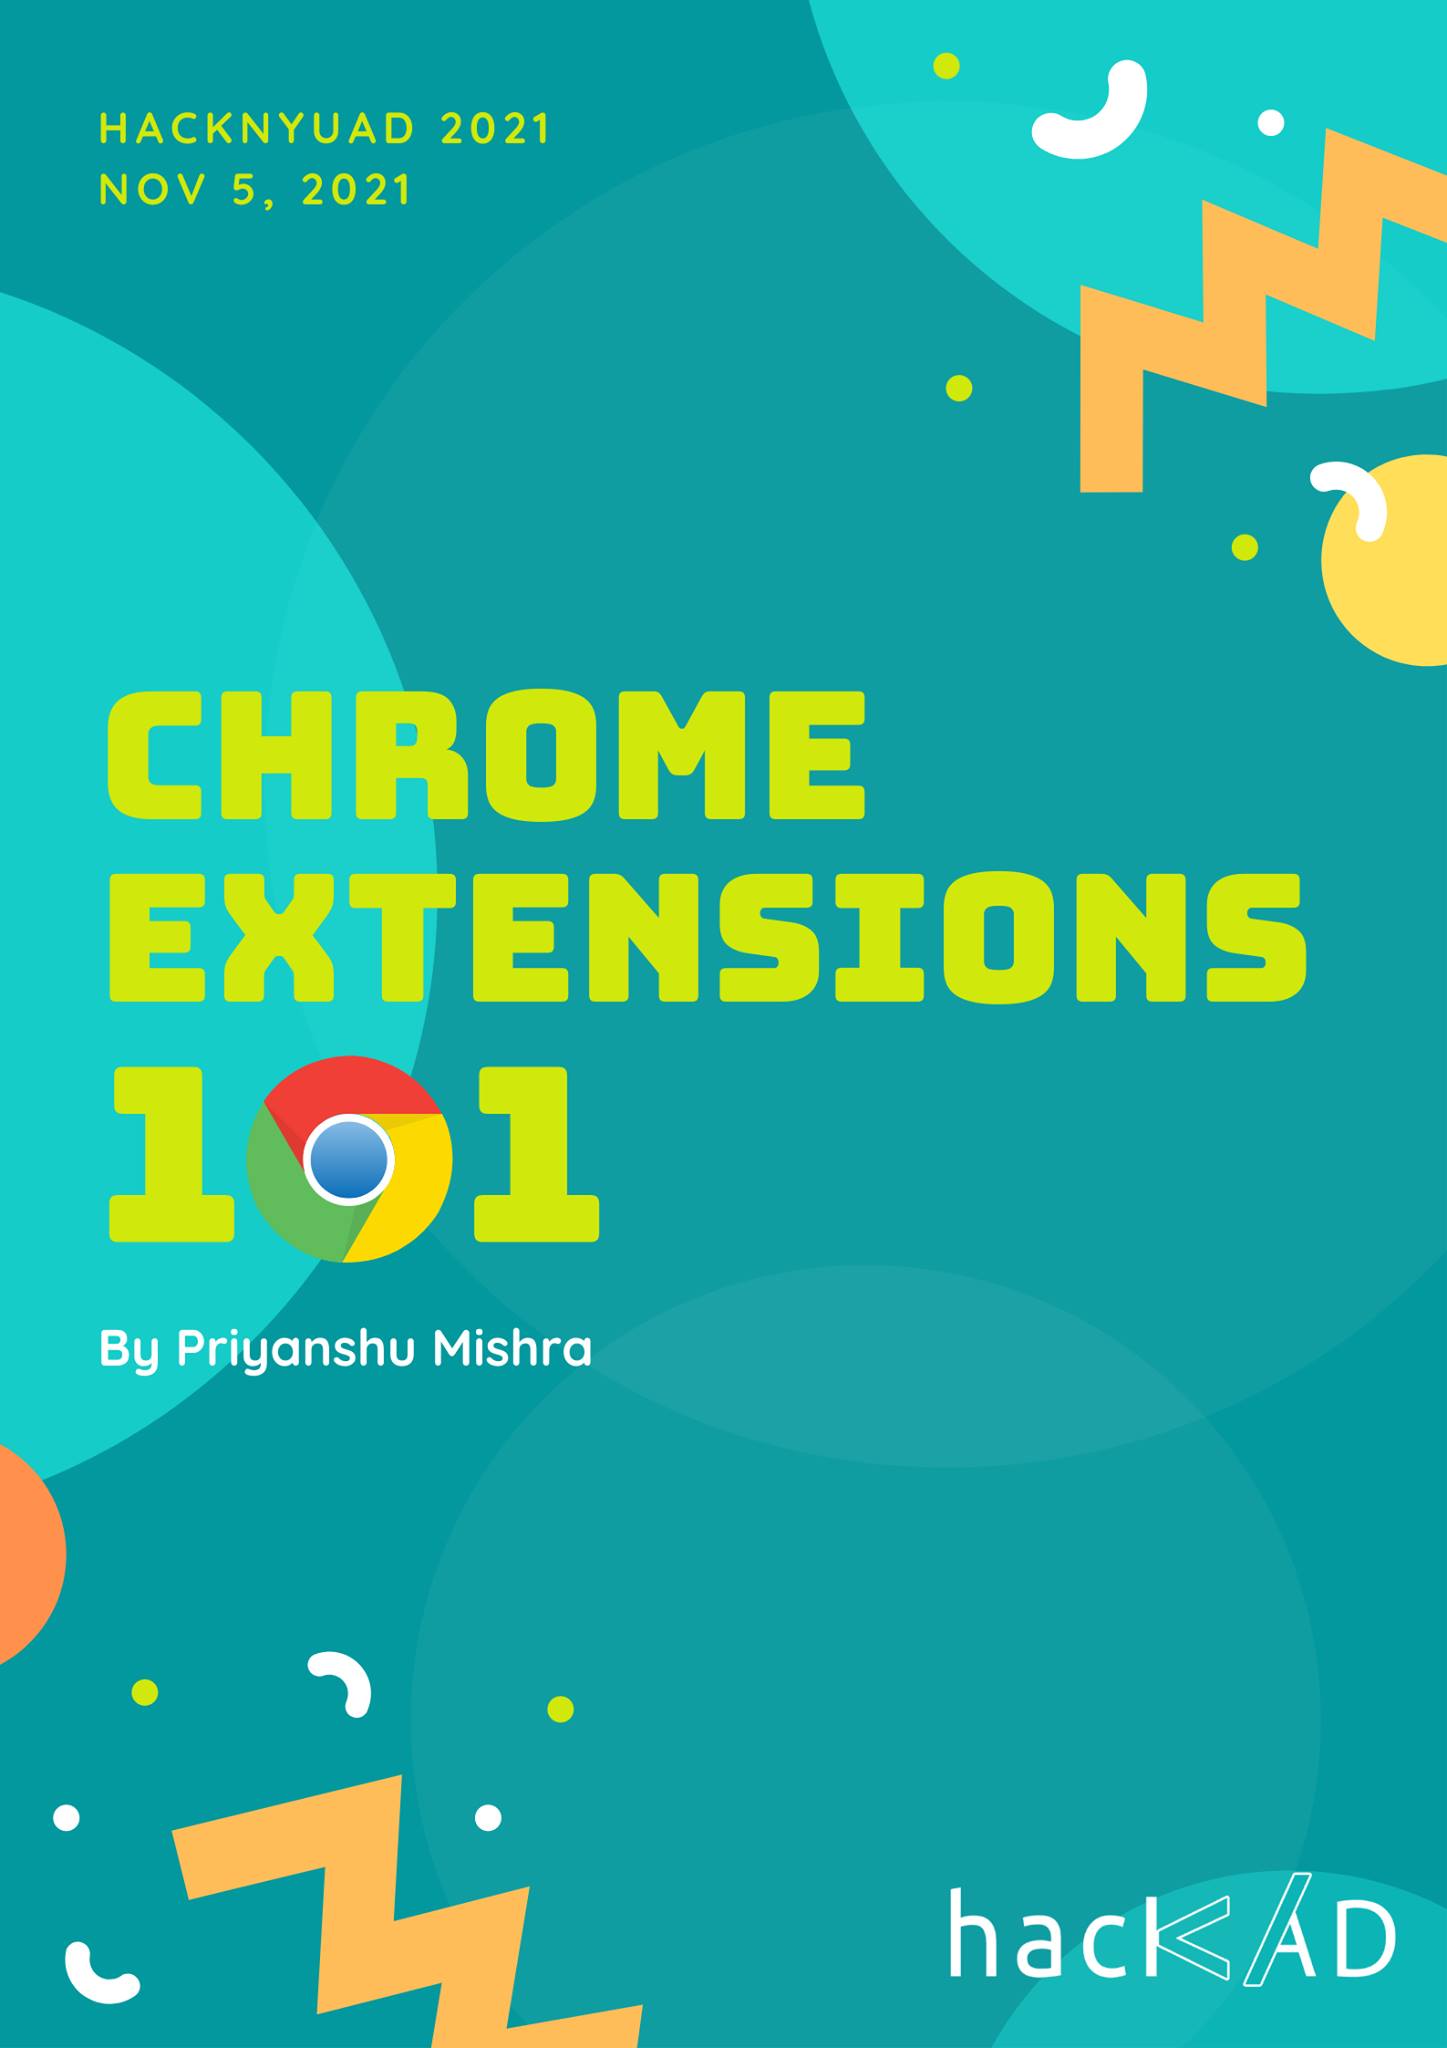 HACKNYUAD 2021
NOV 5, 2021
CHROME
EXTENSIONS
101
By Priyanshu Mishra
hackAD